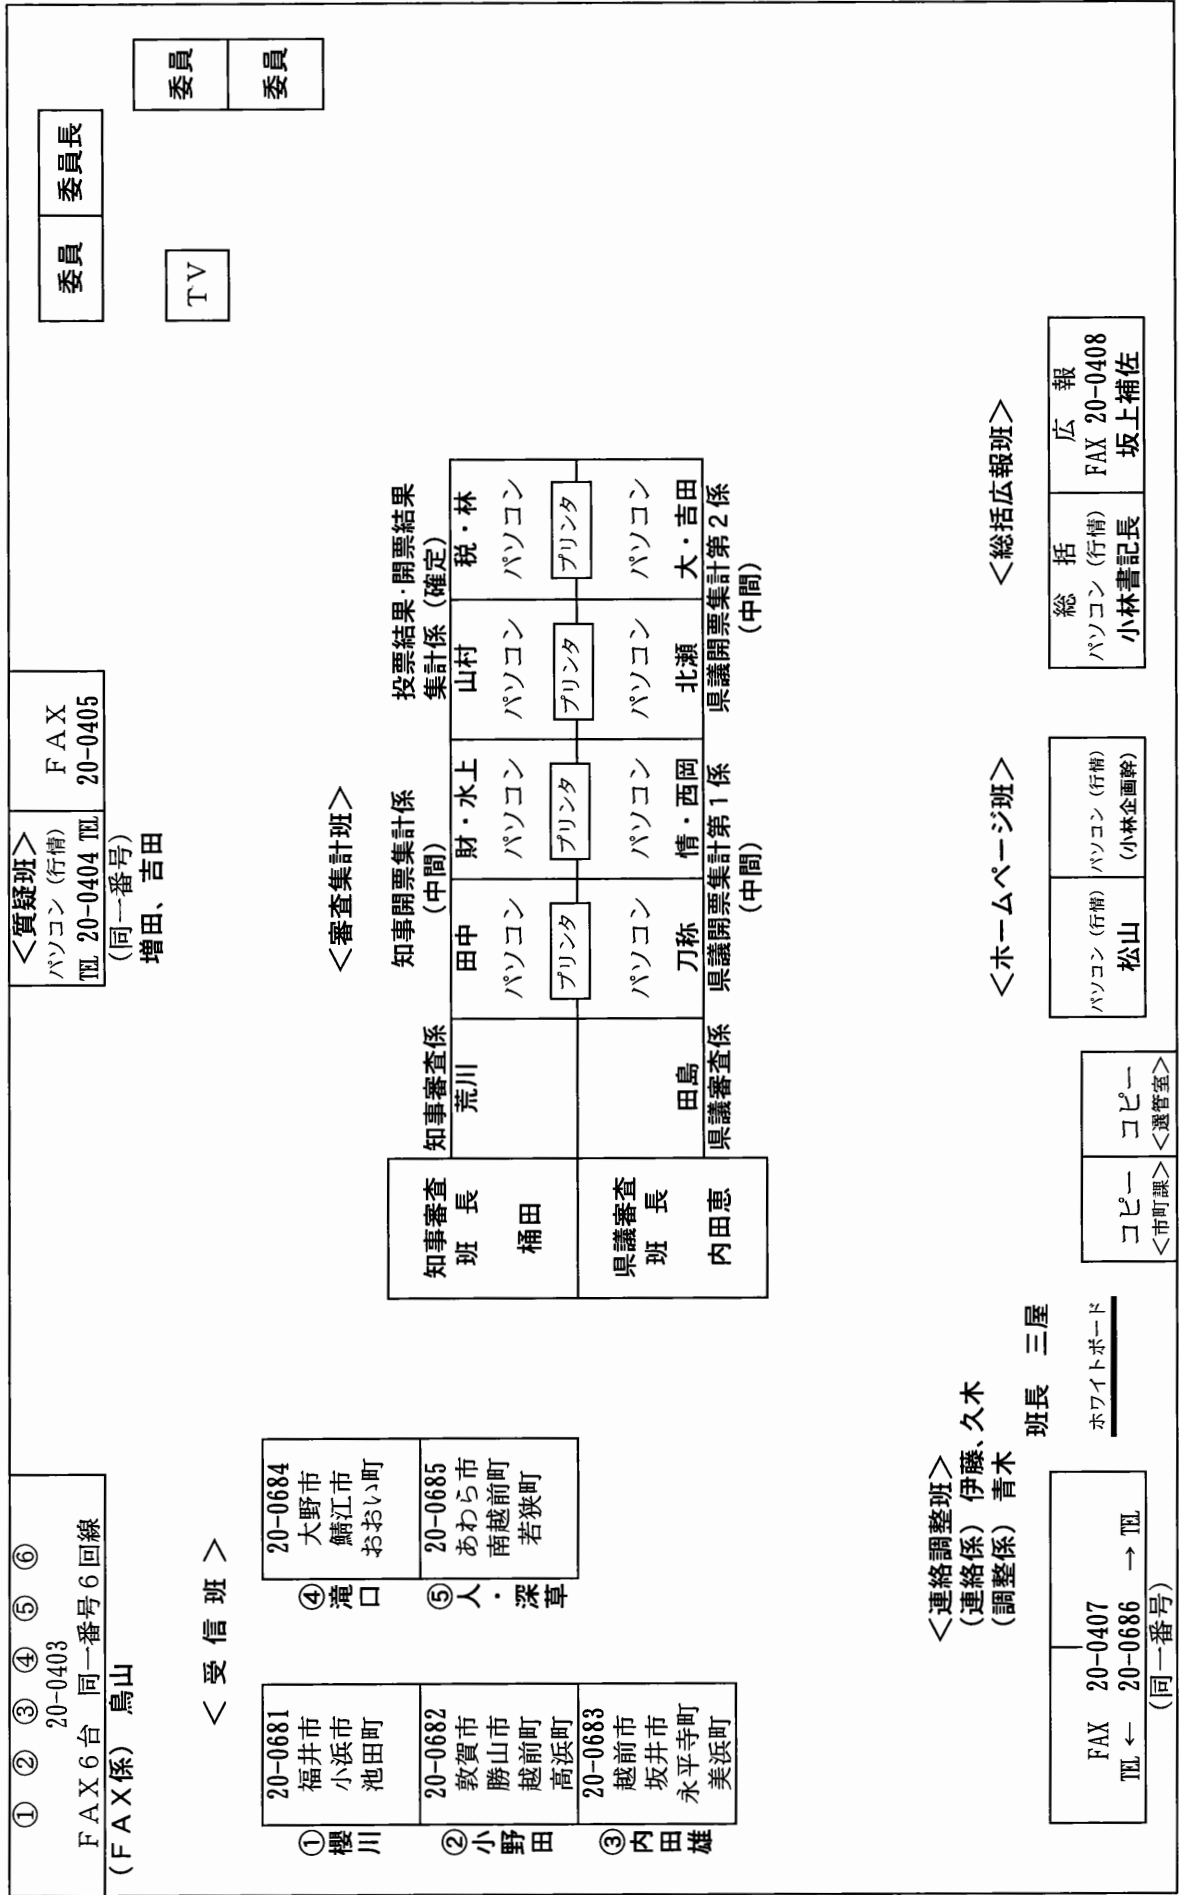 ① ② ③ ④ ⑤ ⑥
20-0403
FAX6台 同一番号6回線
(FAX係) 鳥山
<質疑班>
パソコン(行情)
TEL 20-0404 TEL
(同一番号)
増田、吉田
FAX
20-0405
委員
委員長
委員
委員
TV
<受信班>
①櫻川
20-0681
福井市
小浜市
池田町
②小野田
20-0682
敦賀市
勝山市
越前町
高浜町
③内田雄
20-0683
越前市
坂井市
永平寺町
美浜町
④滝口
20-0684
大野市
鯖江市
おおい町
⑤人・深草
20-0685
あわら市
南越前町
若狭町
<審査集計班>
知事審査
班 長
桶田
県議審査
班 長
内田恵
知事審査係
荒川
田島
県議審査係
知事開票集計係
(中間)
田中
財・水上
パソコン
パソコン
プリンタ
プリンタ
投票結果・開票結果
集計係(確定)
山村
税・林
パソコン
パソコン
プリンタ
プリンタ
パソコン
パソコン
刀称
情・西岡
県議開票集計第1係
(中間)
パソコン
パソコン
北瀬
大・吉田
県議開票集計第2係
(中間)
<連絡調整班>
(連絡係) 伊藤、久木
(調整係) 青木
班長 三屋
ホワイトボード
FAX 20-0407
TEL ← 20-0686 → TEL
(同一番号)
コピー
<市町課>
コピー
<選管室>
<ホームページ班>
パソコン(行情)
松山
パソコン(行情)
(小林企画幹)
<総括広報班>
総 括
パソコン(行情)
小林書記長
広 報
FAX 20-0408
坂上補佐